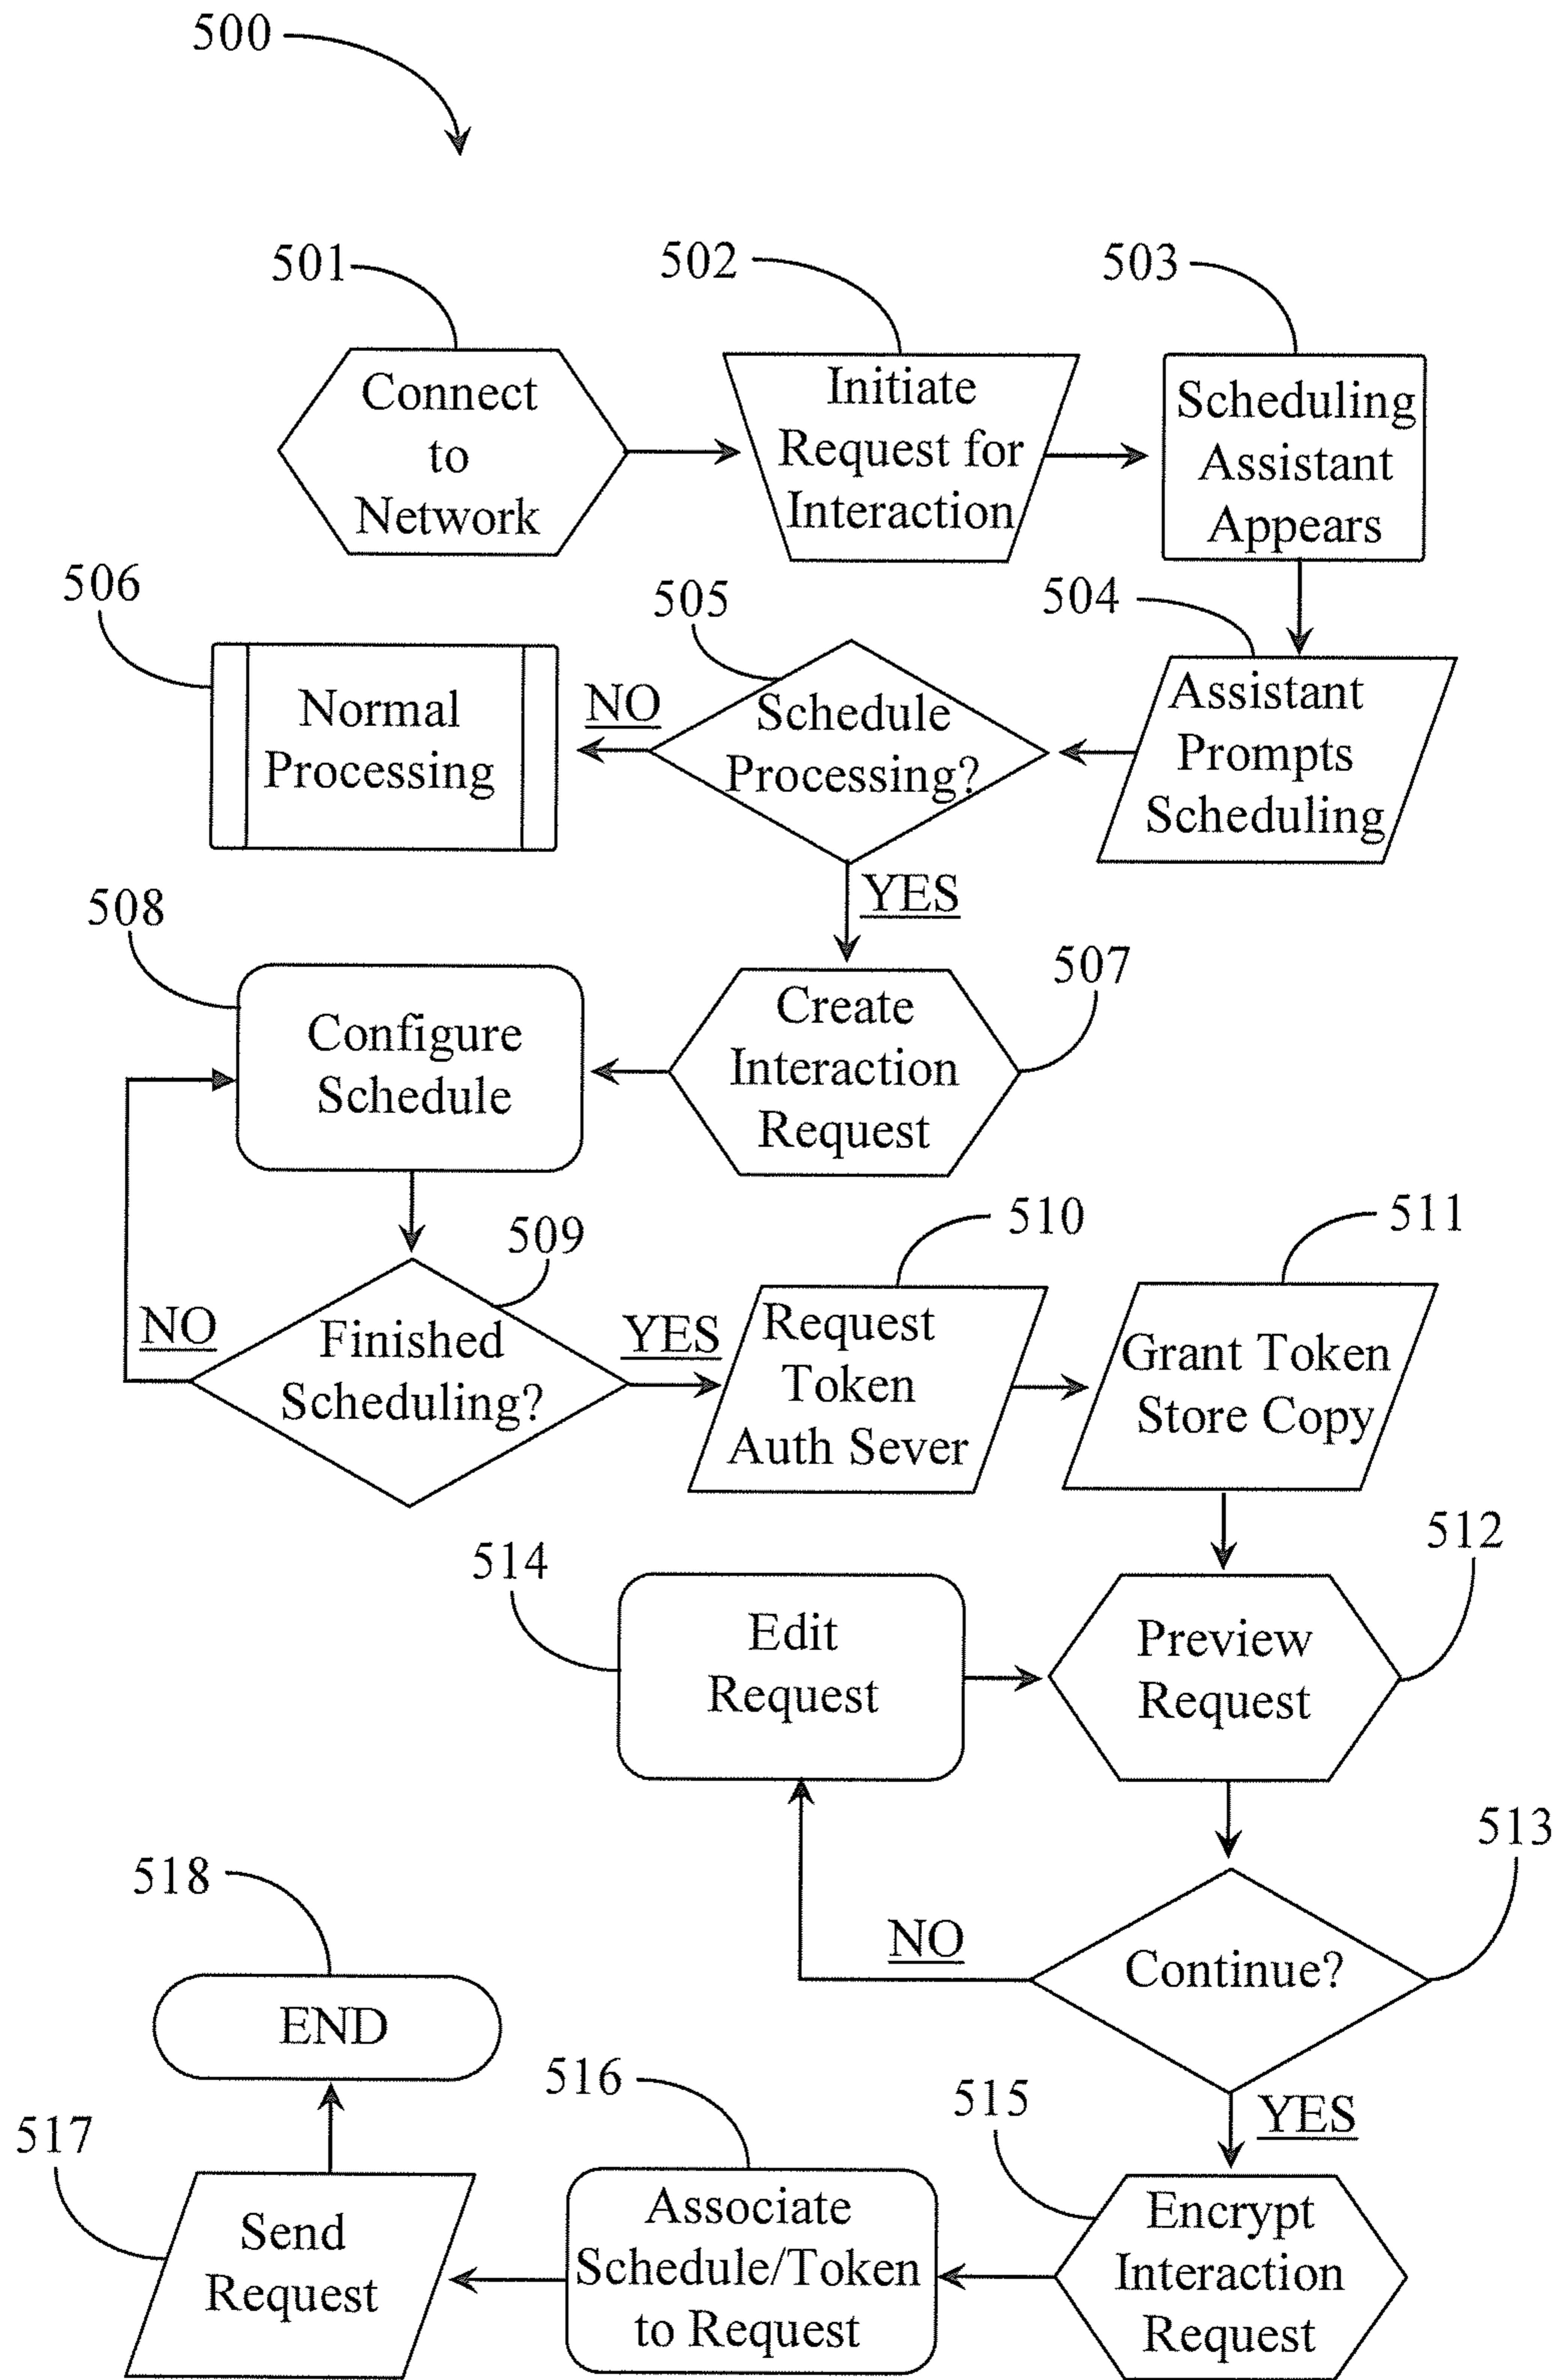 500
501
502
503
Connect
to
Network
Initiate
Request for
Interaction
Scheduling
Assistant
Appears
506
505
504
Normal
Processing
NO
Schedule
Processing?
Assistant
Prompts
Scheduling
YES
508
507
Configure
Schedule
Create
Interaction
Request
509
510
511
NO
Finished
Scheduling?
YES
Request
Token
Auth Sever
Grant Token
Store Copy
514
512
Edit
Request
Preview
Request
513
518
NO
Continue?
END
516
515
YES
517
Send
Request
Associate
Schedule/Token
to Request
Encrypt
Interaction
Request